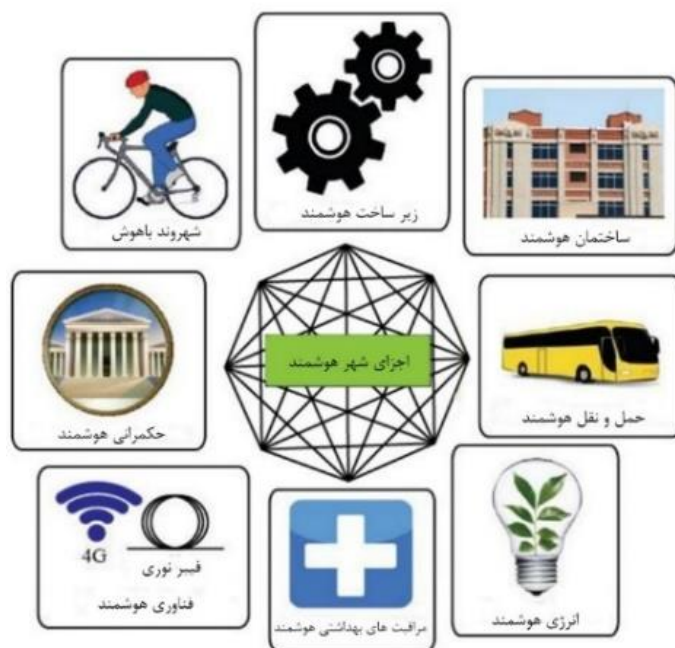 زیر ساخت هوشمند
ساختمان هوشمند
شهروند باهوش
اجزای شهر هوشمند
حمل و نقل هوشمند
حکمرانی هوشمند
4G
فیبر نوری
فناوری هوشمند
مراقبت های بهداشتی هوشمند
انرژی هوشمند